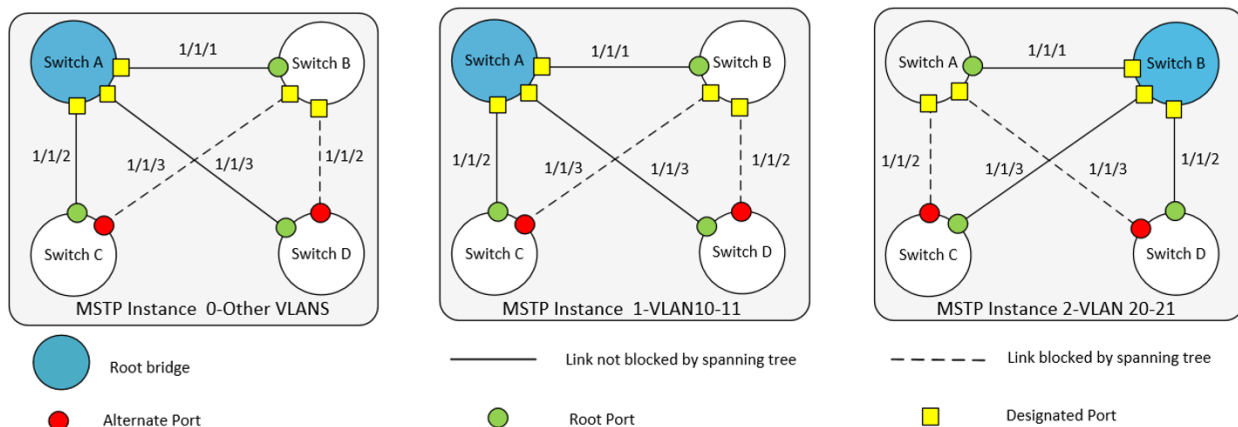 Switch A
1/1/1
Switch B
1/1/2
1/1/3
1/1/3
1/1/2
Switch C
Switch D
MSTP Instance 0-Other VLANS
Switch A
1/1/1
Switch B
1/1/2
1/1/3
1/1/3
1/1/2
Switch C
Switch D
MSTP Instance 1-VLAN10-11
Switch A
1/1/1
Switch B
1/1/2
1/1/3
1/1/3
1/1/2
Switch C
Switch D
MSTP Instance 2-VLAN 20-21
Root bridge
Link not blocked by spanning tree
Link blocked by spanning tree
Alternate Port
Root Port
Designated Port